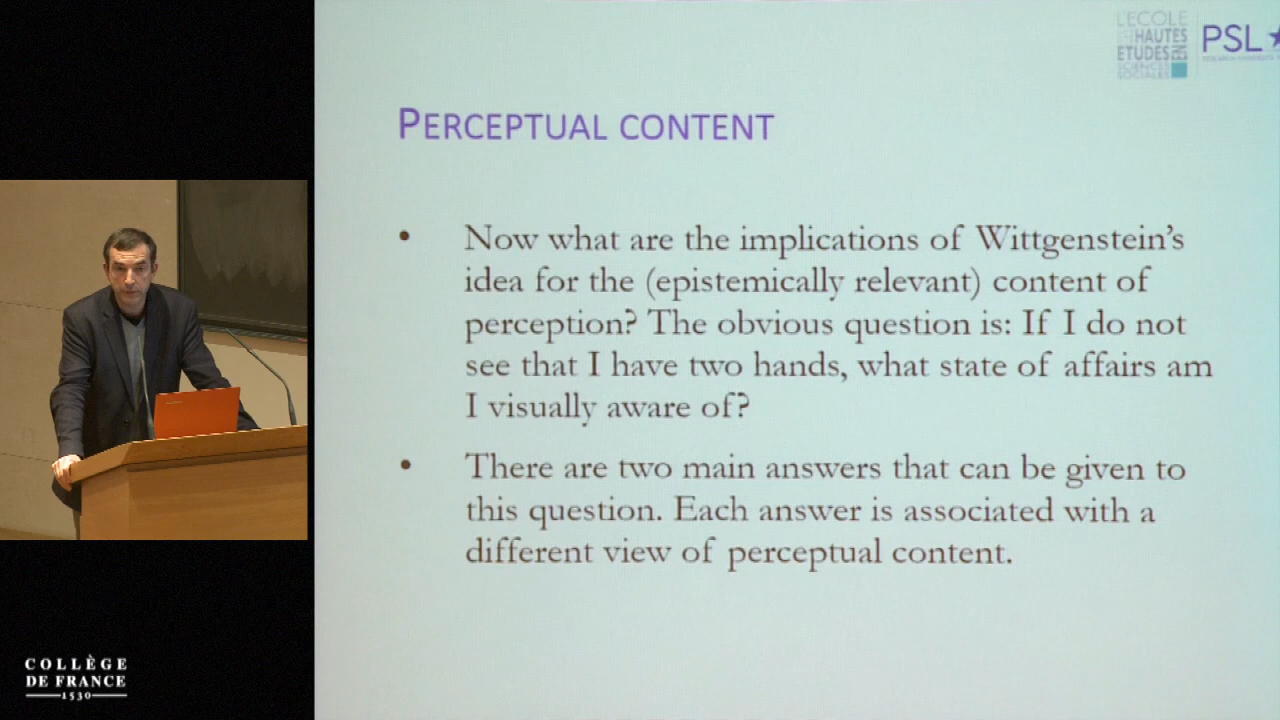 L'ECOLE
HAUTES
ETUDES EN
SCIENCES
SOCIALES
PSL
PERCEPTUAL CONTENT
• Now what are the implications of Wittgenstein's
idea for the (epistemically relevant) content of
perception? The obvious question is: If I do not
see that I have two hands, what state of affairs am
I visually aware of?
• There are two main answers that can be given to
this question. Each answer is associated with a
different view of perceptual content.
COLLÈGE
DE FRANCE
1530